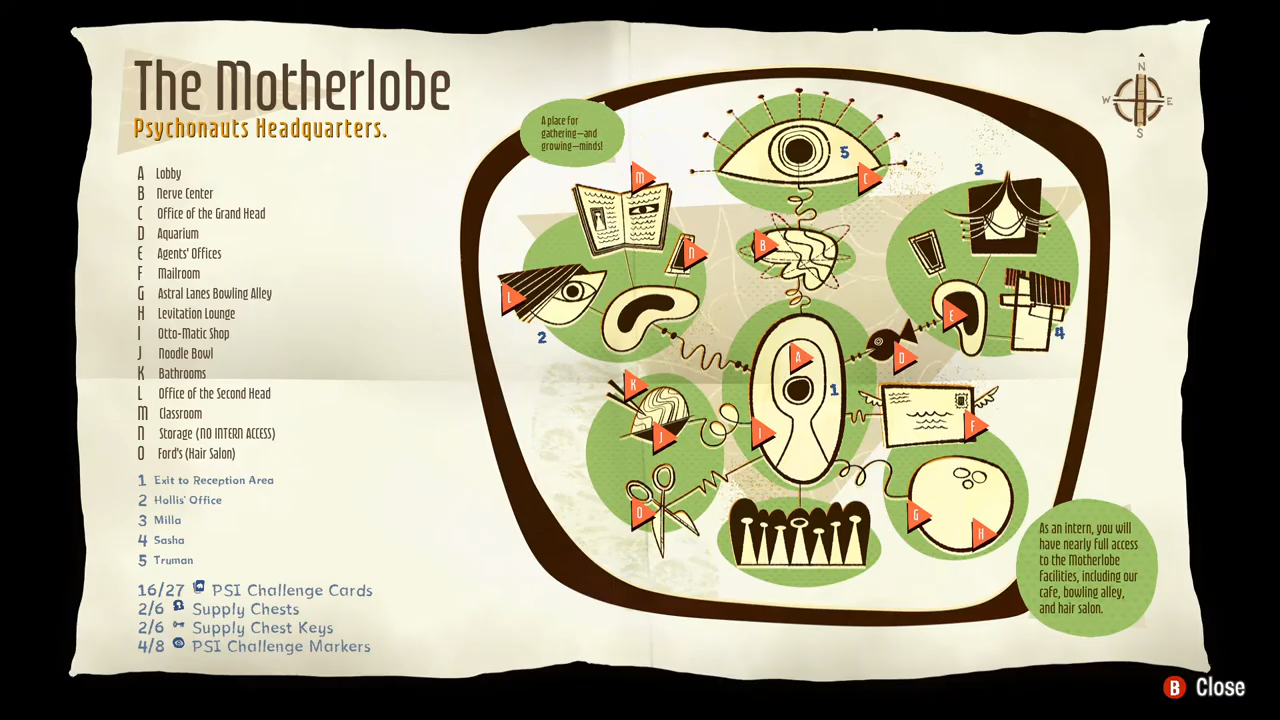 The Motherlobe
Psychonauts Headquarters.
A Lobby
B Nerve Center
C Office of the Grand Head
D Aquarium
E Agents' Offices
F Mailroom
G Astral Lanes Bowling Alley
H Levitation Lounge
I Otto-Matic Shop
J Noodle Bowl
K Bathrooms
L Office of the Second Head
M Classroom
N Storage (NO INTERN ACCESS)
O Ford's (Hair Salon)
1 Exit to Reception Area
2 Hollis' Office
3 Milla
4 Sasha
5 Truman
16/27 PSI Challenge Cards
2/6 Supply Chests
2/6 Supply Chest Keys
4/8 PSI Challenge Markers
A place for
gathering—and
growing—minds!
N
W E
S
5
C
3
M
B
N
L
2
E
4
A
D
1
K
J
I
F
O
G
H
As an intern, you will
have nearly full access
to the Motherlobe
facilities, including our
cafe, bowling alley,
and hair salon.
B Close